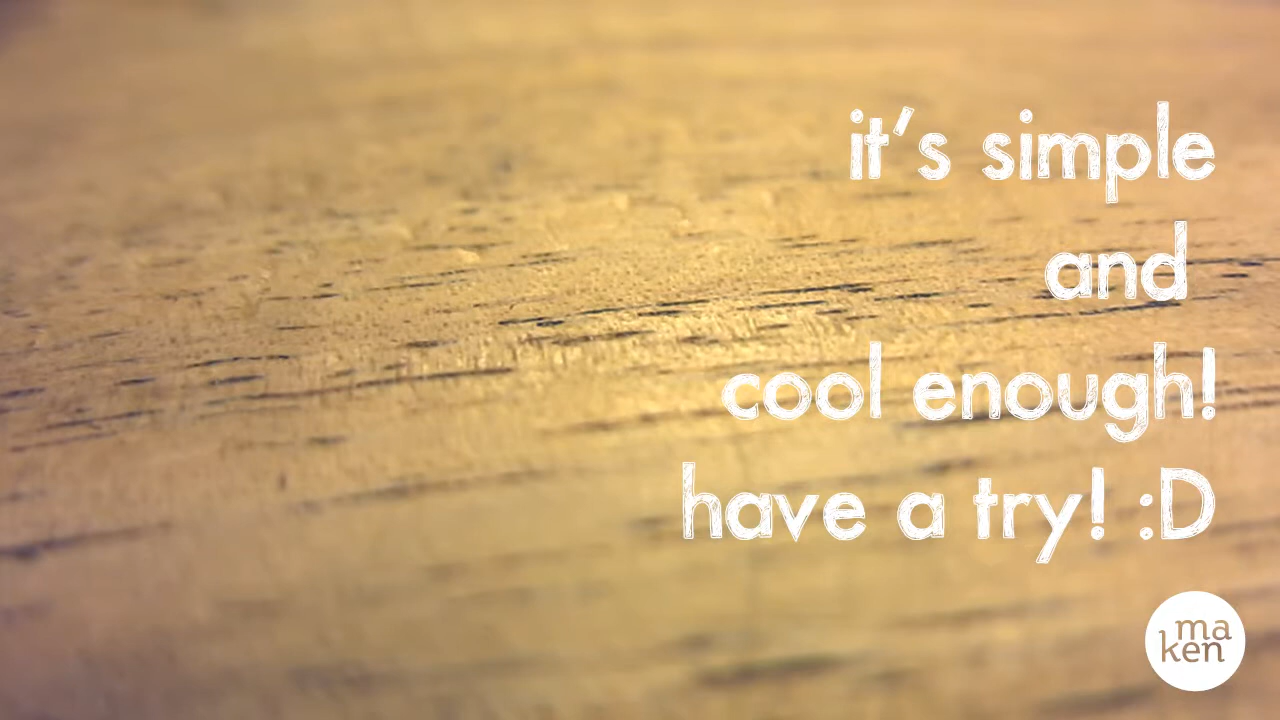 it's simple
and
cool enough!
have a try! :D
ma
ken